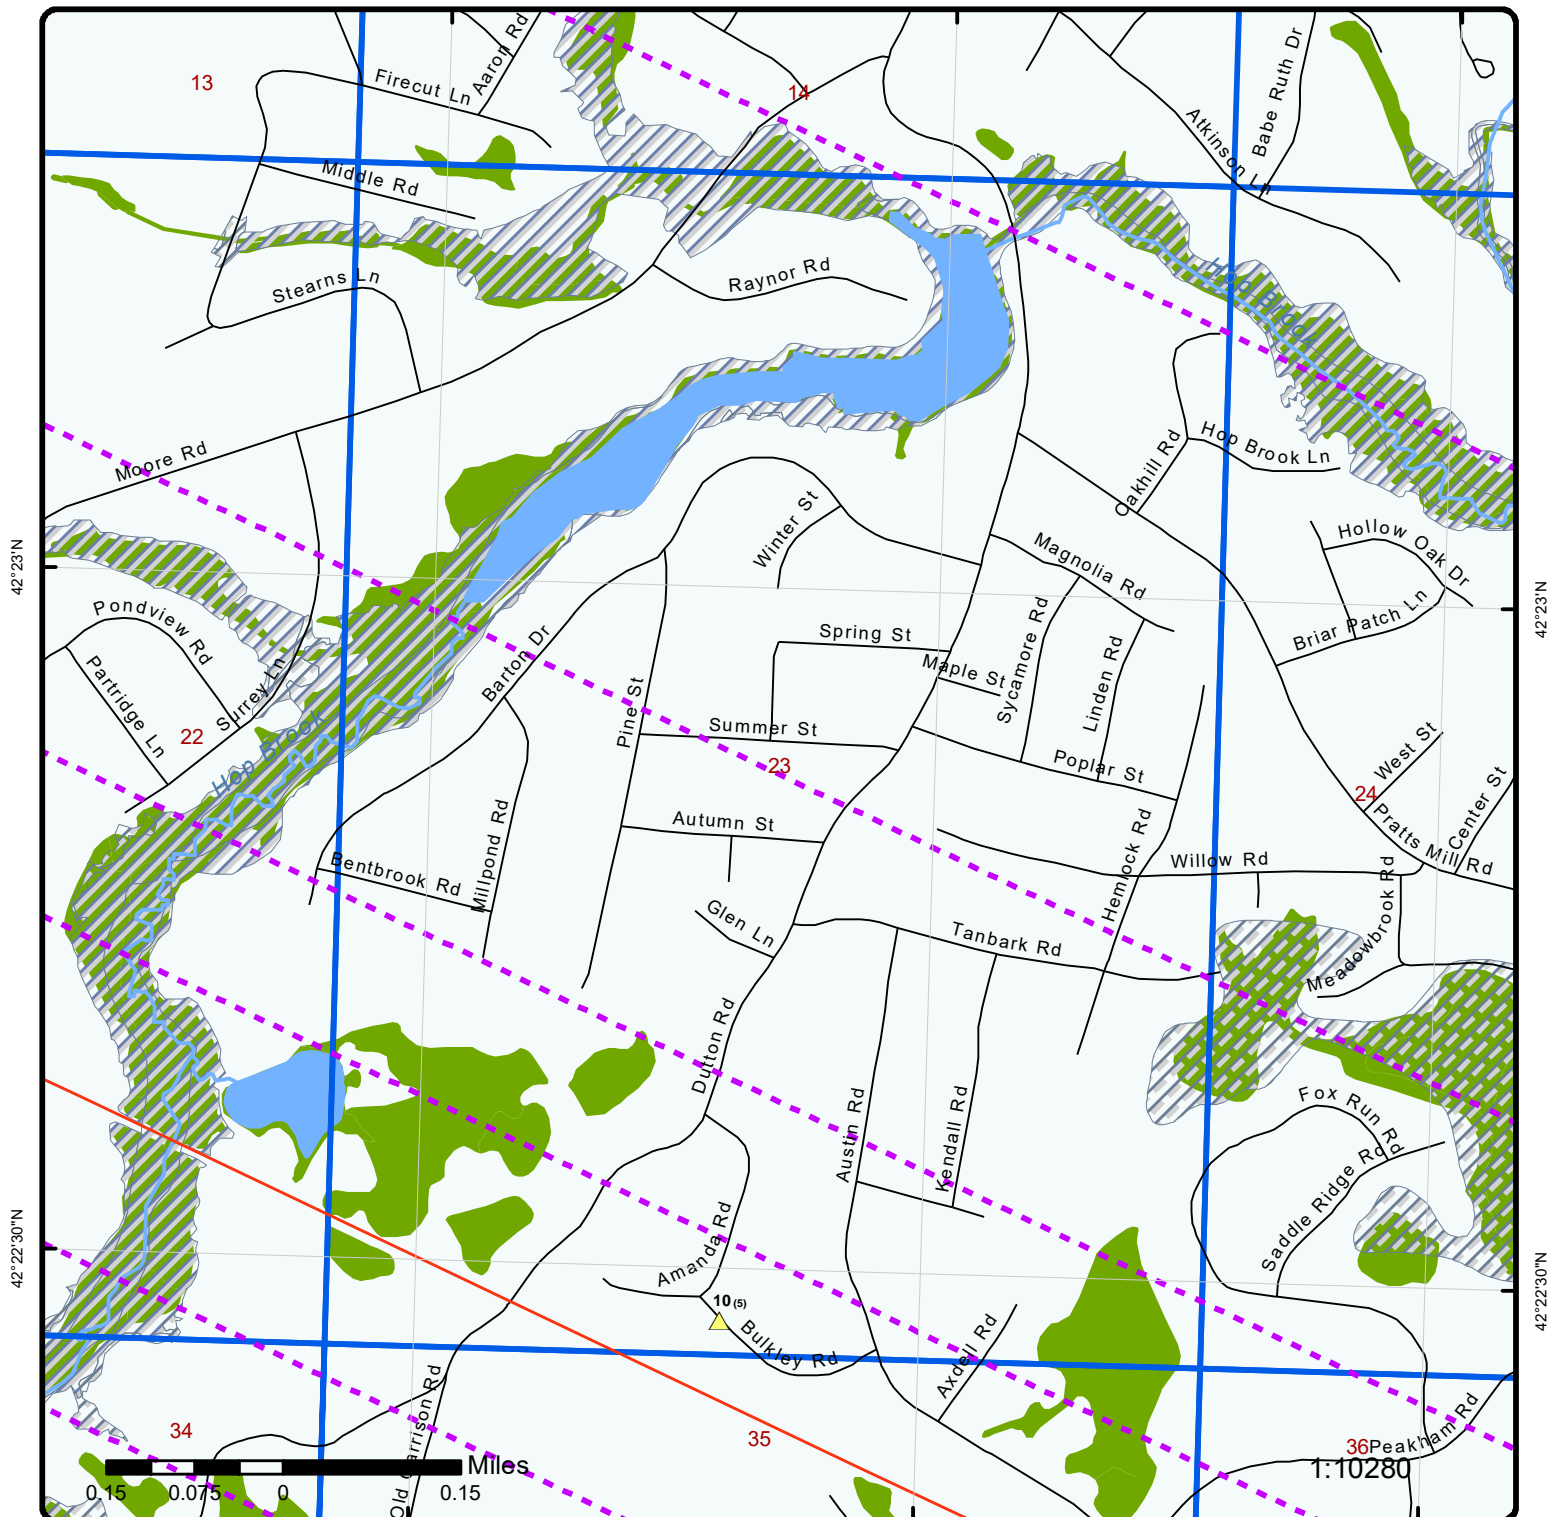 13
14
Firecut Ln
Aaron Rd
Babe Ruth Dr
Atkinson Ln
Middle Rd
Stearns Ln
Raynor Rd
Hop Brook
Moore Rd
Oakhill Rd
Hop Brook Ln
Winter St
Magnolia Rd
Hollow Oak Dr
42°23'N
42°23'N
Pondview Rd
Briar Patch Ln
Spring St
Maple St
Sycamore Rd
Linden Rd
Barton Dr
Partridge Ln
Surrey Ln
22
Hop Brook
Pine St
Summer St
23
Poplar St
West St
24
Pratts Mill Rd
Center St
Autumn St
Millpond Rd
Bentbrook Rd
Hemlock Rd
Willow Rd
Meadowbrook Rd
Glen Ln
Tanbark Rd
Dutton Rd
Austin Rd
Kendall Rd
Fox Run Rd
Saddle Ridge Rd
42°22'30"N
42°22'30"N
Amanda Rd
10 (5)
Bulkley Rd
Axdell Rd
Old Garrison Rd
34
35
36
Peakham Rd
Miles
1:10280
0.15
0.075
0
0.15